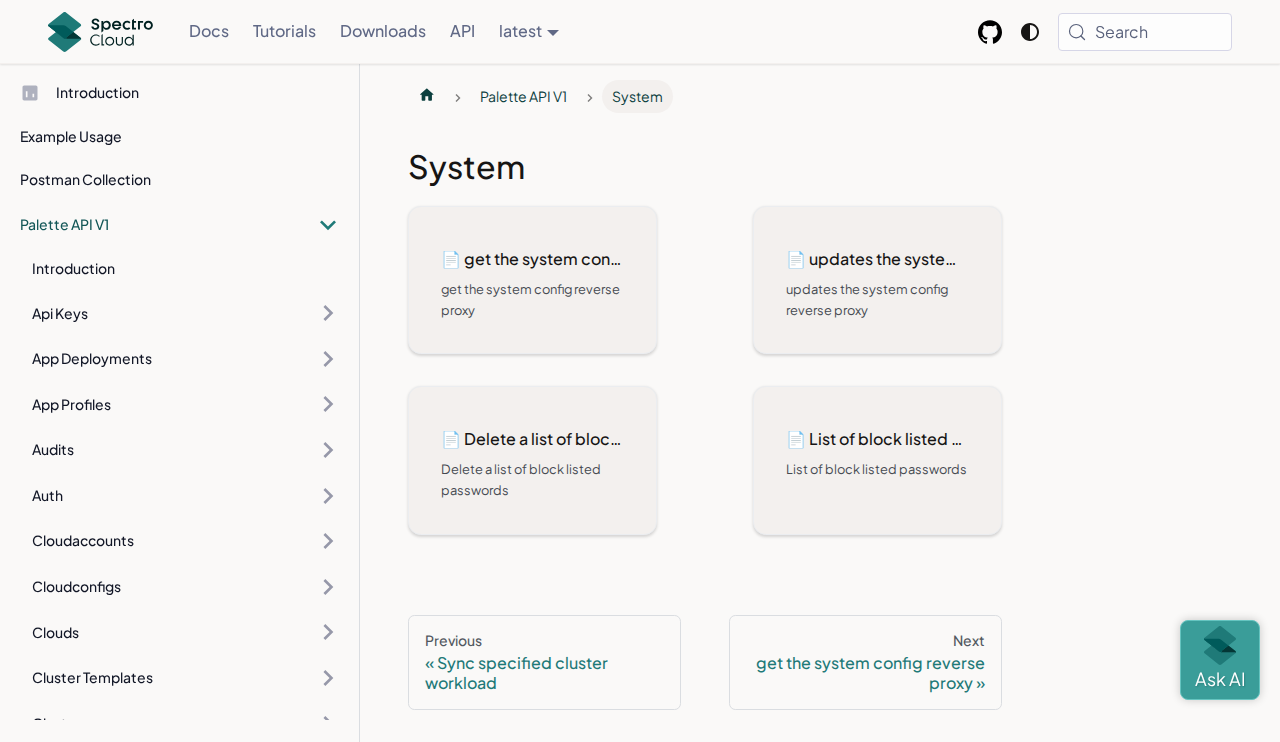 Spectro
Cloud
Docs
Tutorials
Downloads
API
latest
Search
Introduction
Example Usage
Postman Collection
Palette API V1
Introduction
Api Keys
App Deployments
App Profiles
Audits
Auth
Cloudaccounts
Cloudconfigs
Clouds
Cluster Templates
Palette API V1
System
System
get the system con...
get the system config reverse
proxy
updates the syste...
updates the system config
reverse proxy
Delete a list of bloc...
Delete a list of block listed
passwords
List of block listed ...
List of block listed passwords
Previous
« Sync specified cluster
workload
Next
get the system config reverse
proxy »
Ask AI